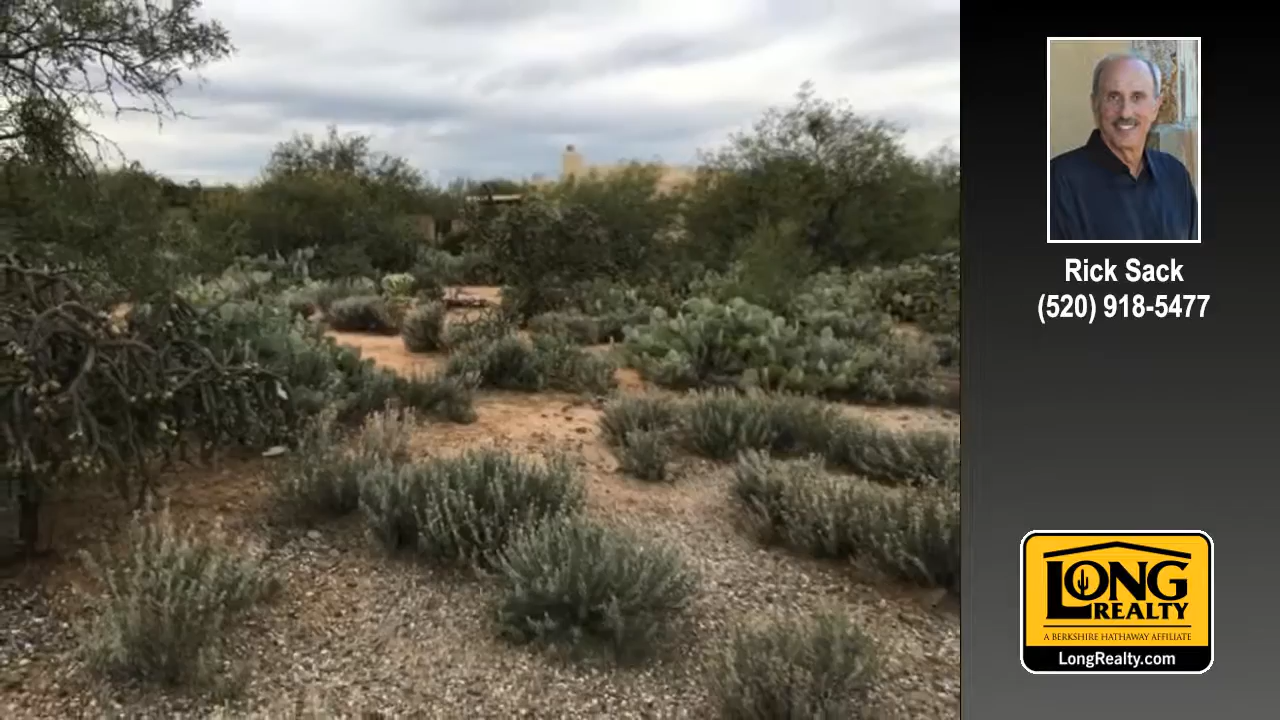 Rick Sack
(520) 918-5477
LONG
REALTY
A BERKSHIRE HATHAWAY AFFILIATE
LongRealty.com